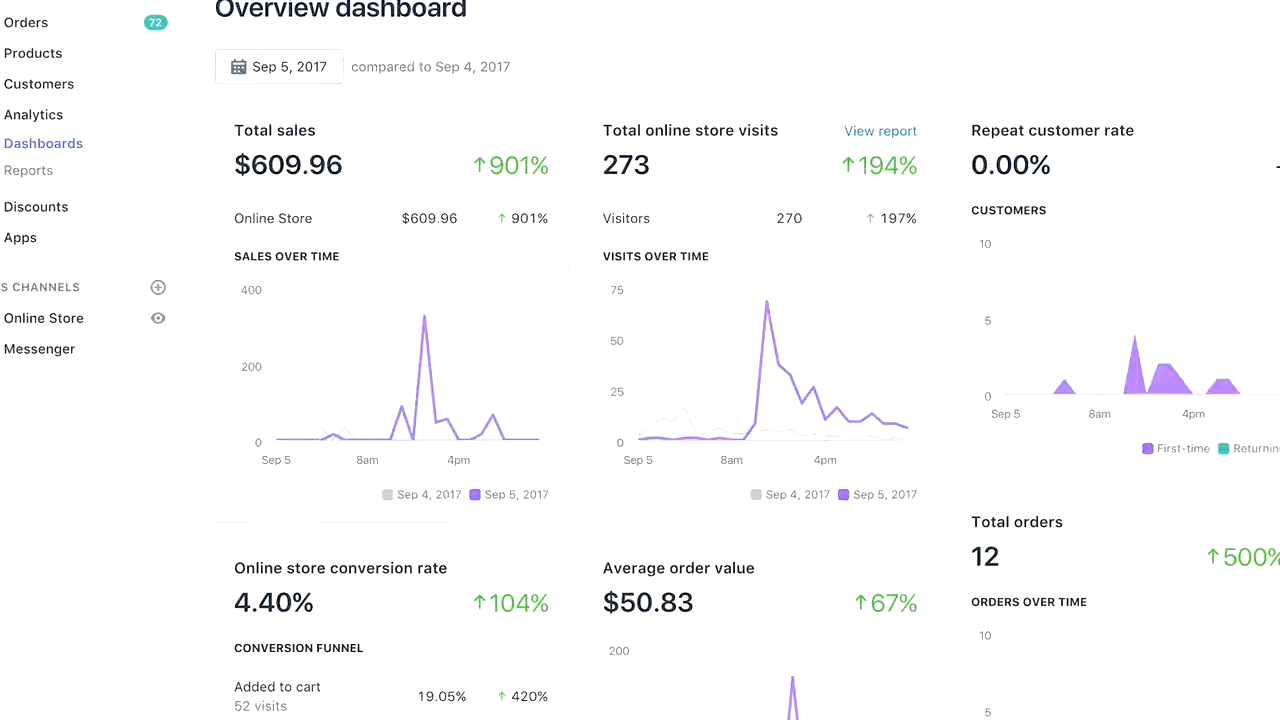 Overview dashboard
Orders 72
Products
Customers
Analytics
Dashboards
Reports
Discounts
Apps
S CHANNELS
Online Store
Messenger
Sep 5, 2017 compared to Sep 4, 2017
Total sales
$609.96 ↑901%
Online Store $609.96 ↑ 901%
SALES OVER TIME
400
200
0
Sep 5 8am 4pm
Sep 4, 2017 Sep 5, 2017
Total online store visits View report
273 ↑194%
Visitors 270 ↑ 197%
VISITS OVER TIME
75
50
25
0
Sep 5 8am 4pm
Sep 4, 2017 Sep 5, 2017
Repeat customer rate
0.00%
CUSTOMERS
10
5
0
Sep 5 8am 4pm
First-time Returnin
Online store conversion rate
4.40% ↑104%
CONVERSION FUNNEL
Added to cart 19.05% ↑ 420%
52 visits
Average order value
$50.83 ↑67%
200
Total orders
12 ↑500%
ORDERS OVER TIME
10
5